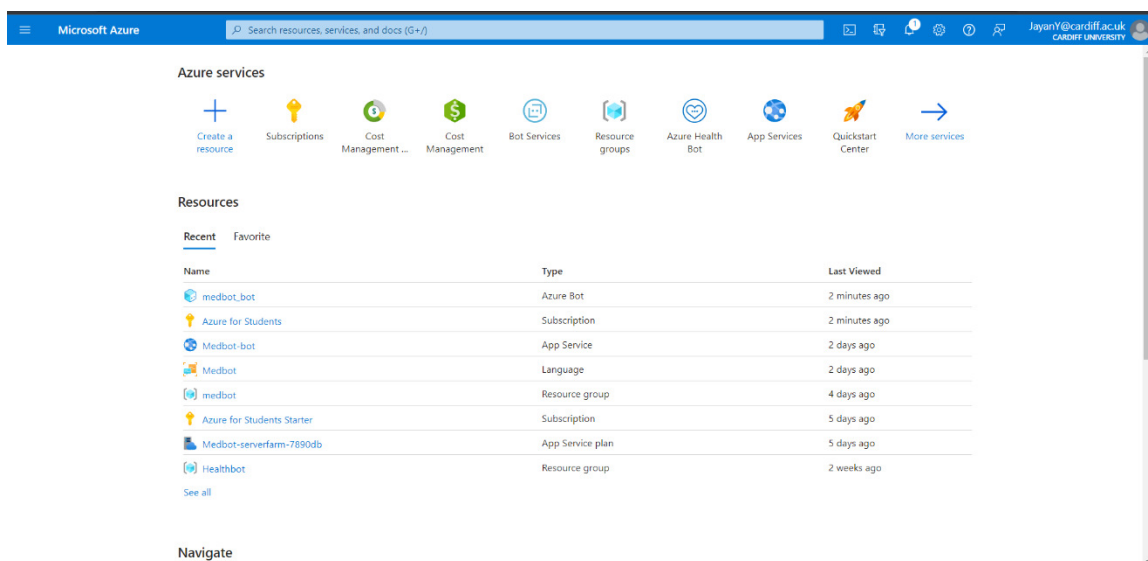 Microsoft Azure
Search resources, services, and docs (G+/)
1
JayanY@cardiff.ac.uk
CARDIFF UNIVERSITY
Azure services
Create a resource
Subscriptions
Cost Management ...
Cost Management
Bot Services
Resource groups
Azure Health Bot
App Services
Quickstart Center
More services
Resources
Recent Favorite
Name Type Last Viewed
medbot_bot Azure Bot 2 minutes ago
Azure for Students Subscription 2 minutes ago
Medbot-bot App Service 2 days ago
Medbot Language 2 days ago
medbot Resource group 4 days ago
Azure for Students Starter Subscription 5 days ago
Medbot-serverfarm-7890db App Service plan 5 days ago
Healthbot Resource group 2 weeks ago
See all
Navigate